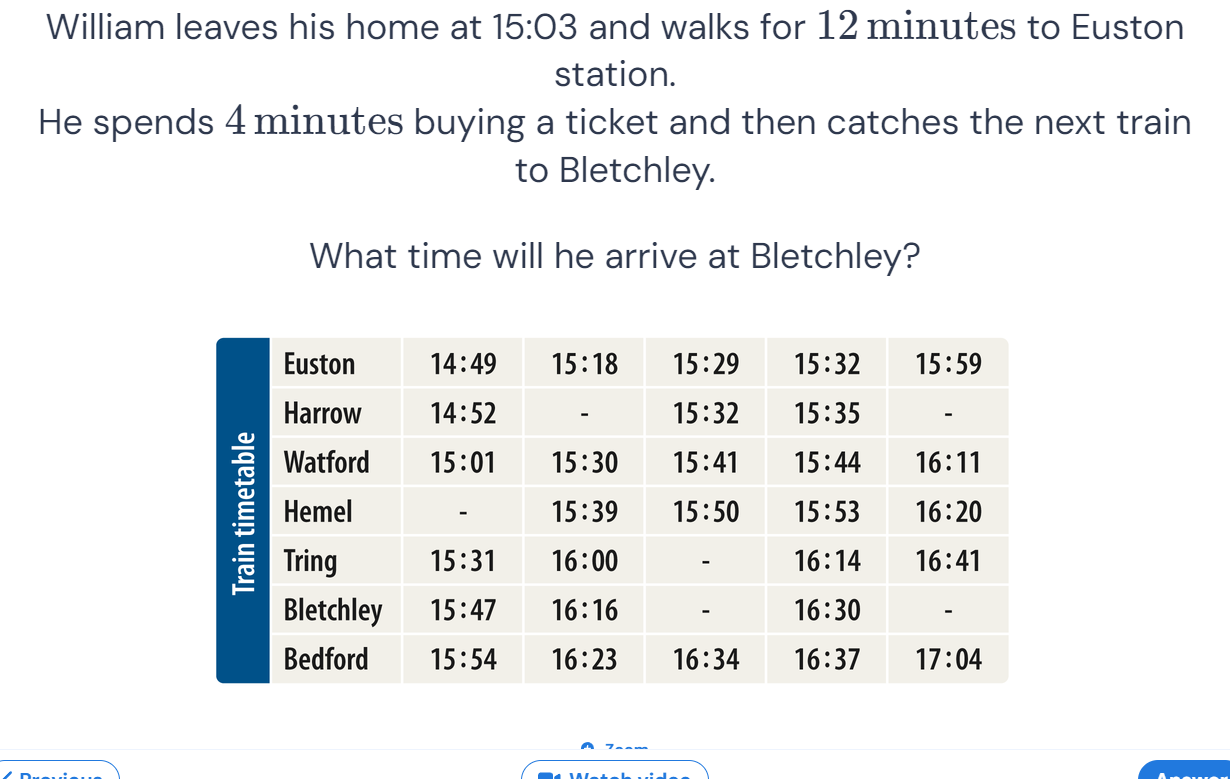 William leaves his home at 15:03 and walks for 12 minutes to Euston
station.
He spends 4 minutes buying a ticket and then catches the next train
to Bletchley.
What time will he arrive at Bletchley?
Train timetable
Euston 14:49 15:18 15:29 15:32 15:59
Harrow 14:52 - 15:32 15:35 -
Watford 15:01 15:30 15:41 15:44 16:11
Hemel - 15:39 15:50 15:53 16:20
Tring 15:31 16:00 - 16:14 16:41
Bletchley 15:47 16:16 - 16:30 -
Bedford 15:54 16:23 16:34 16:37 17:04
Zoom
Previous Watch video Answer